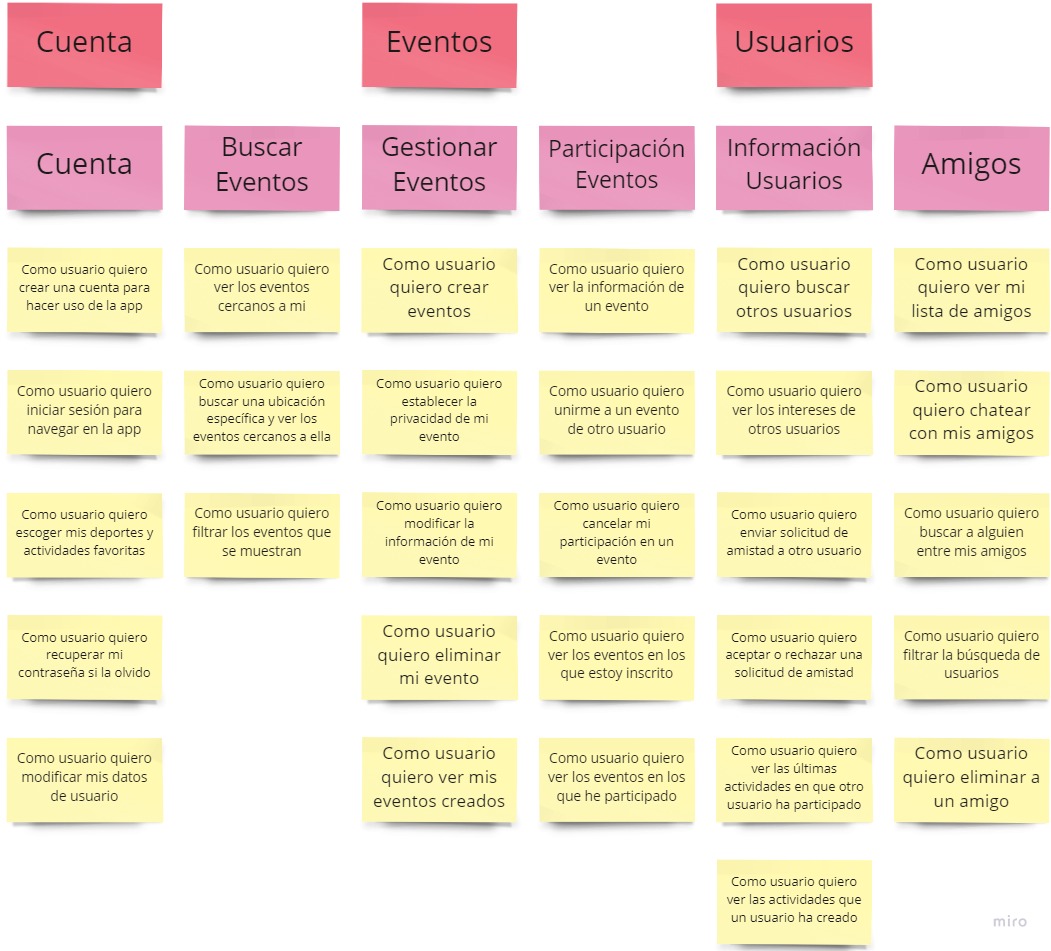 Cuenta
Eventos
Usuarios
Cuenta
Buscar
Eventos
Gestionar
Eventos
Participación
Eventos
Información
Usuarios
Amigos
Como usuario quiero
crear una cuenta para
hacer uso de la app
Como usuario quiero
ver los eventos
cercanos a mi
Como usuario
quiero crear
eventos
Como usuario quiero
ver la información de
un evento
Como usuario
quiero buscar
otros usuarios
Como usuario
quiero ver mi
lista de amigos
Como usuario quiero
iniciar sesión para
navegar en la app
Como usuario quiero
buscar una ubicación
específica y ver los
eventos cercanos a ella
Como usuario quiero
establecer la
privacidad de mi
evento
Como usuario quiero
unirme a un evento
de otro usuario
Como usuario quiero
ver los intereses de
otros usuarios
Como usuario
quiero chatear
con mis amigos
Como usuario quiero
escoger mis deportes y
actividades favoritas
Como usuario quiero
filtrar los eventos que
se muestran
Como usuario quiero
modificar la
información de mi
evento
Como usuario quiero
cancelar mi
participación en un
evento
Como usuario quiero
enviar solicitud de
amistad a otro usuario
Como usuario quiero
buscar a alguien
entre mis amigos
Como usuario quiero
recuperar mi
contraseña si la olvido
Como usuario
quiero eliminar
mi evento
Como usuario quiero
ver los eventos en los
que estoy inscrito
Como usuario quiero
aceptar o rechazar una
solicitud de amistad
Como usuario quiero
filtrar la búsqueda de
usuarios
Como usuario quiero
modificar mis datos
de usuario
Como usuario
quiero ver mis
eventos creados
Como usuario quiero
ver los eventos en los
que he participado
Como usuario quiero
ver las últimas
actividades en que otro
usuario ha participado
Como usuario
quiero eliminar a
un amigo
Como usuario quiero
ver las actividades que
un usuario ha creado
miro